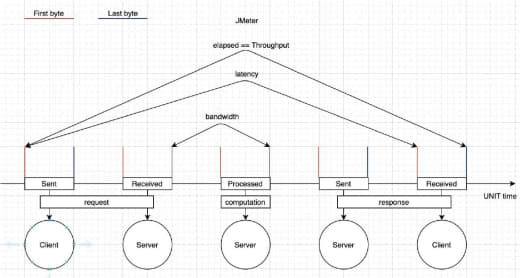 First byte
Last byte
JMeter
elapsed == Throughput
latency
bandwidth
Sent
Received
Processed
Sent
Received
UNIT time
request
computation
response
Client
Server
Server
Server
Client